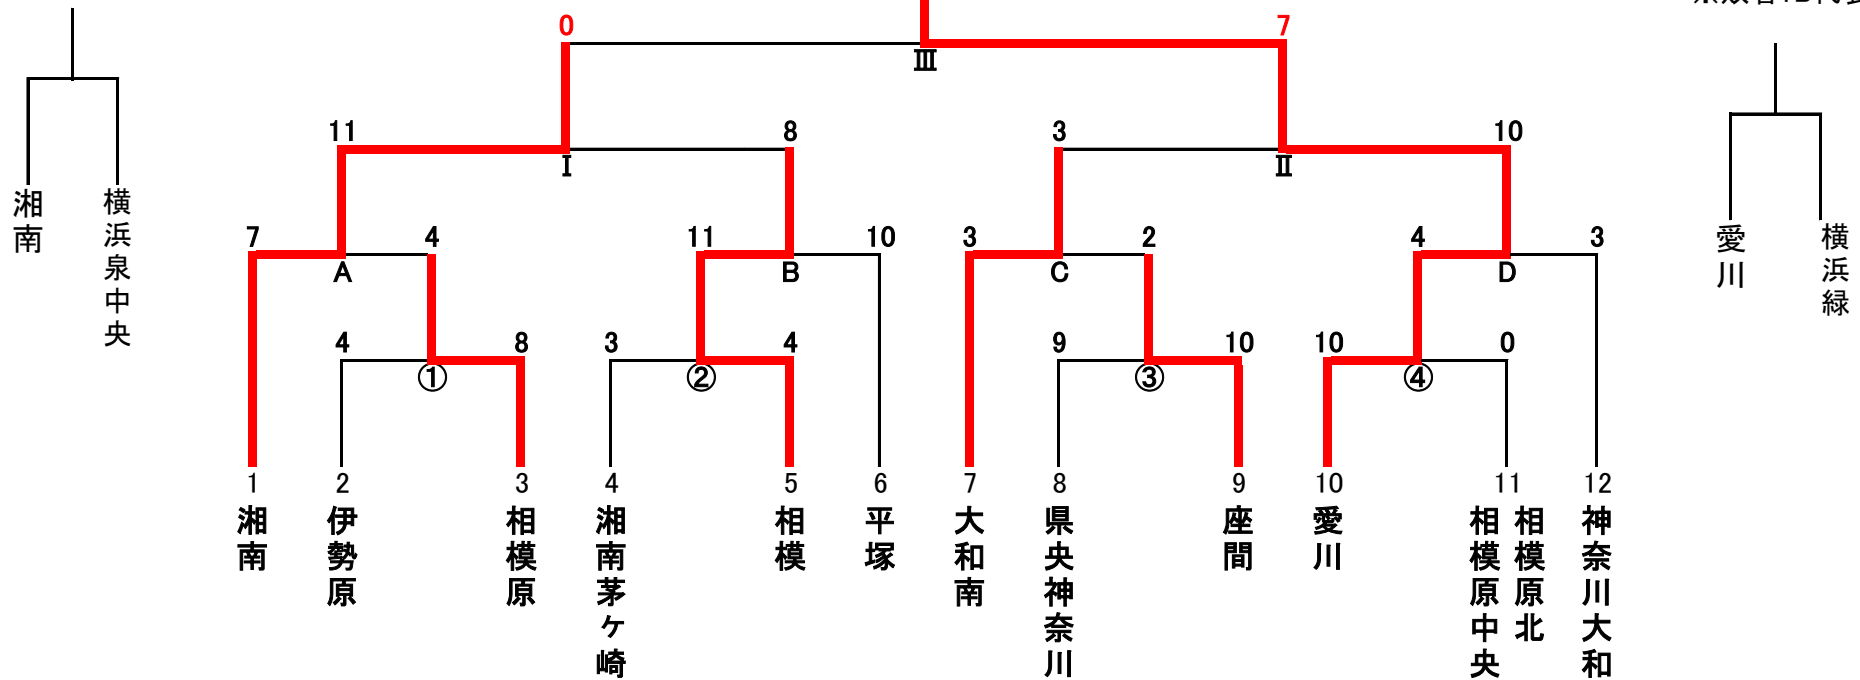 0 7
Ⅲ
11 8 3 10
Ⅰ Ⅱ
湘南
横浜泉中央
愛川
横浜緑
7 4 11 10 3 2 4 3
A B C D
4 8 3 4 9 10 10 0
① ② ③ ④
1 2 3 4 5 6 7 8 9 10 11 12
湘南
伊勢原
相模原
湘南茅ヶ崎
相模
平塚
大和南
県央神奈川
座間
愛川
相模原中央
相模原北
神奈川大和